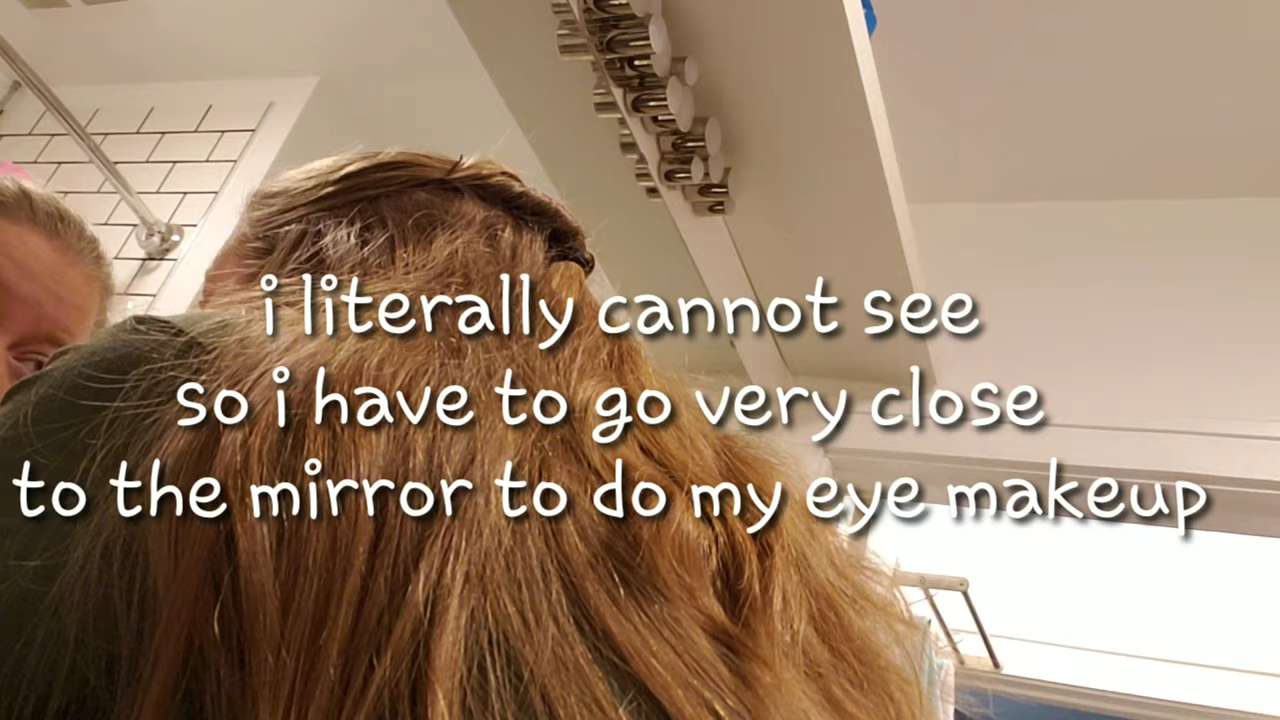 i literally cannot see
so i have to go very close
to the mirror to do my eye makeup